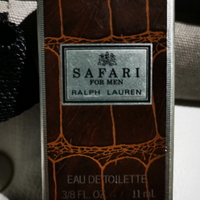 SAFARI
FOR MEN
RALPH LAUREN
EAU DE TOILETTE
3/8 FL. OZ. / 11 mL